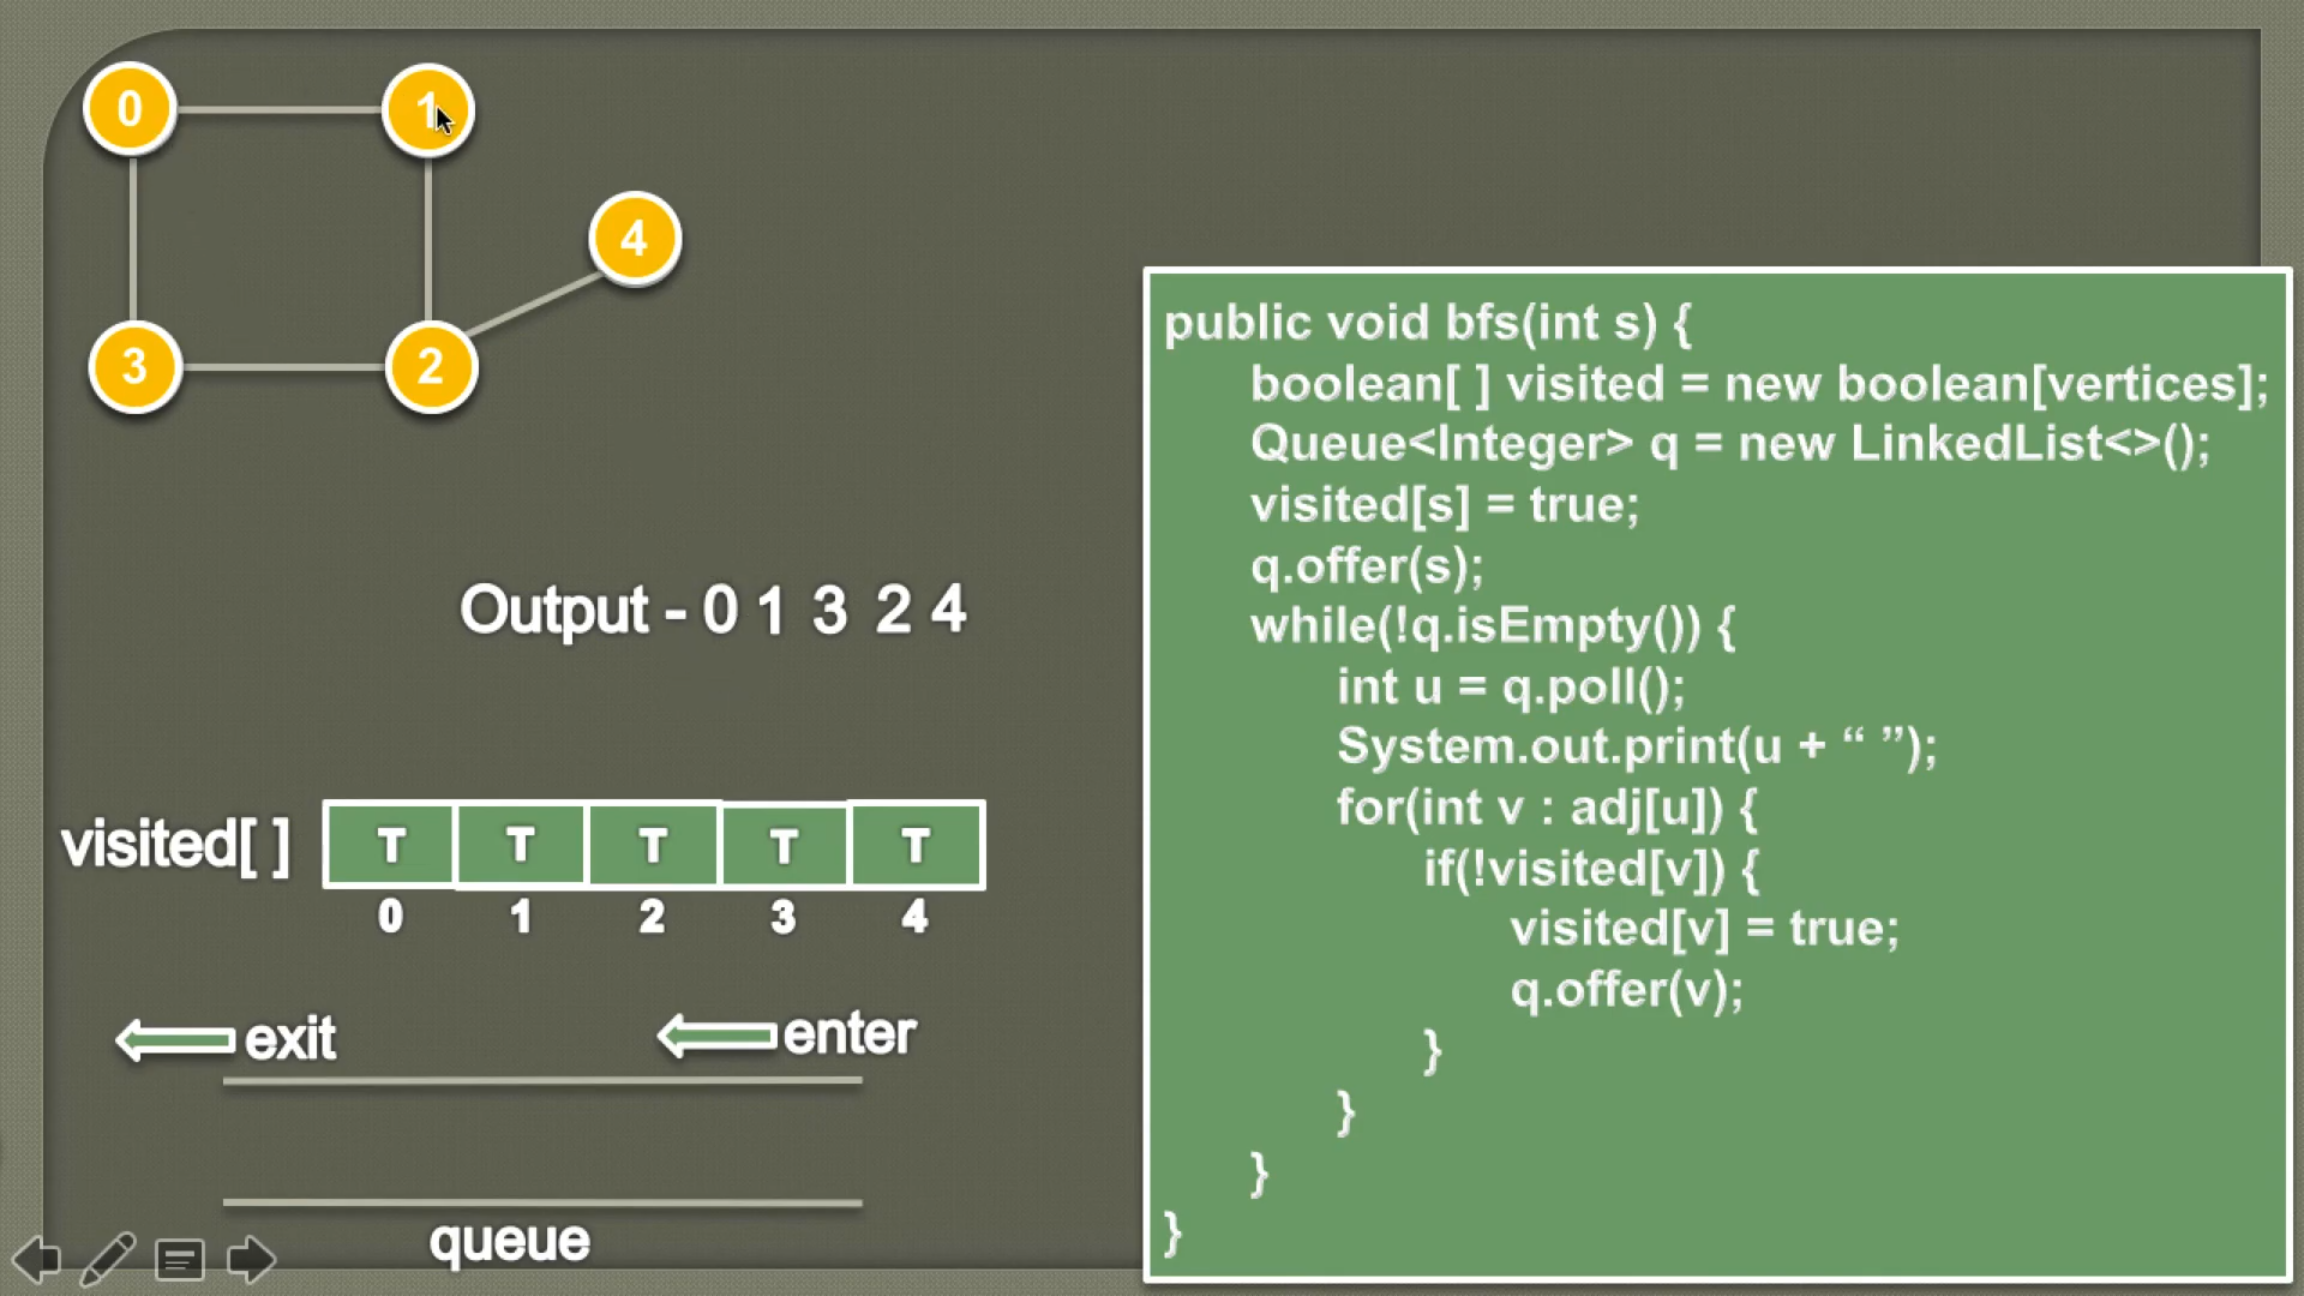 0
1
4
3
2
Output - 0 1 3 2 4
visited[ ]
T T T T T
0 1 2 3 4
exit
enter
queue
public void bfs(int s) {
boolean[ ] visited = new boolean[vertices];
Queue<Integer> q = new LinkedList<>();
visited[s] = true;
q.offer(s);
while(!q.isEmpty()) {
int u = q.poll();
System.out.print(u + “ ”);
for(int v : adj[u]) {
if(!visited[v]) {
visited[v] = true;
q.offer(v);
}
}
}
}